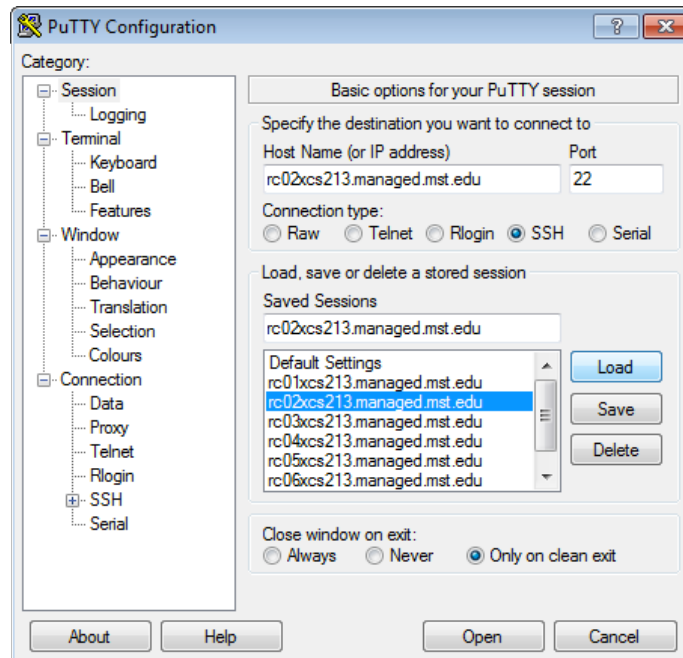 PuTTY Configuration
Category:
Session
Logging
Terminal
Keyboard
Bell
Features
Window
Appearance
Behaviour
Translation
Selection
Colours
Connection
Data
Proxy
Telnet
Rlogin
SSH
Serial
Basic options for your PuTTY session
Specify the destination you want to connect to
Host Name (or IP address) Port
rc02xcs213.managed.mst.edu 22
Connection type:
Raw Telnet Rlogin SSH Serial
Load, save or delete a stored session
Saved Sessions
rc02xcs213.managed.mst.edu
Default Settings
rc01xcs213.managed.mst.edu
rc02xcs213.managed.mst.edu
rc03xcs213.managed.mst.edu
rc04xcs213.managed.mst.edu
rc05xcs213.managed.mst.edu
rc06xcs213.managed.mst.edu
Load
Save
Delete
Close window on exit:
Always Never Only on clean exit
About Help Open Cancel